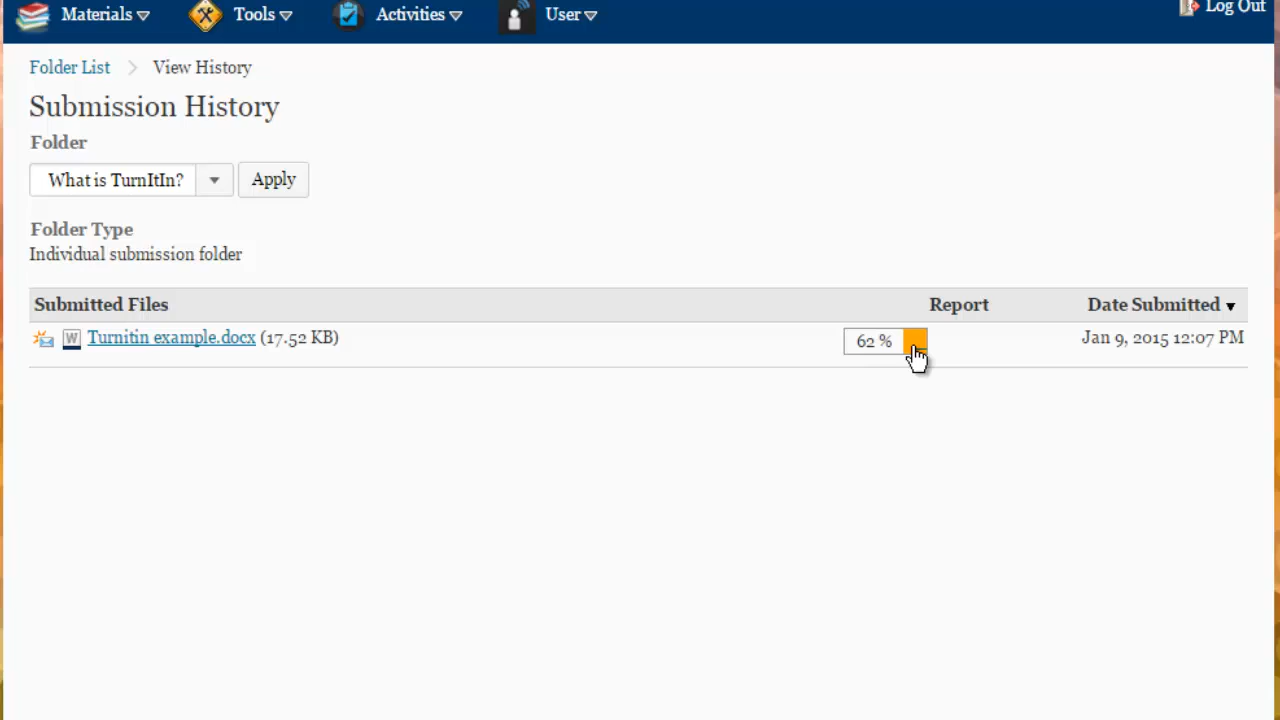 Materials Tools Activities User Log Out
Folder List View History
Submission History
Folder
What is TurnItIn? Apply
Folder Type
Individual submission folder
Submitted Files Report Date Submitted
W Turnitin example.docx (17.52 KB) 62 % Jan 9, 2015 12:07 PM